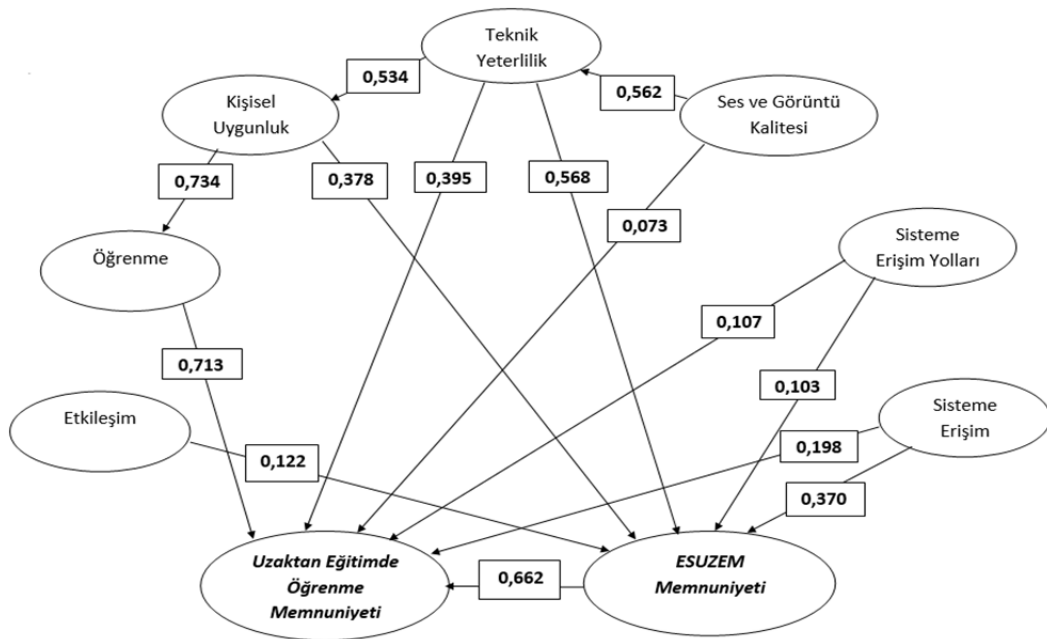 Teknik
Yeterlilik
0,534
0,562
Kişisel
Uygunluk
Ses ve Görüntü
Kalitesi
0,734
0,378
0,395
0,568
0,073
Öğrenme
Sisteme
Erişim Yolları
0,107
0,713
0,103
Etkileşim
Sisteme
Erişim
0,122
0,198
0,370
Uzaktan Eğitimde
Öğrenme
Memnuniyeti
0,662
ESUZEM
Memnuniyeti